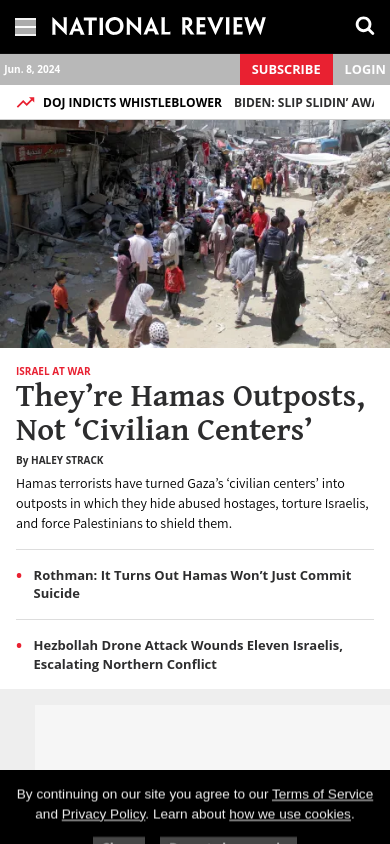 NATIONAL REVIEW
Jun. 8, 2024
SUBSCRIBE
LOGIN
DOJ INDICTS WHISTLEBLOWER
BIDEN: SLIP SLIDIN’
ISRAEL AT WAR
They’re Hamas Outposts,
Not ‘Civilian Centers’
By HALEY STRACK
Hamas terrorists have turned Gaza’s ‘civilian centers’ into
outposts in which they hide abused hostages, torture Israelis,
and force Palestinians to shield them.
Rothman: It Turns Out Hamas Won’t Just Commit
Suicide
Hezbollah Drone Attack Wounds Eleven Israelis,
Escalating Northern Conflict
By continuing on our site you agree to our Terms of Service
and Privacy Policy. Learn about how we use cookies.